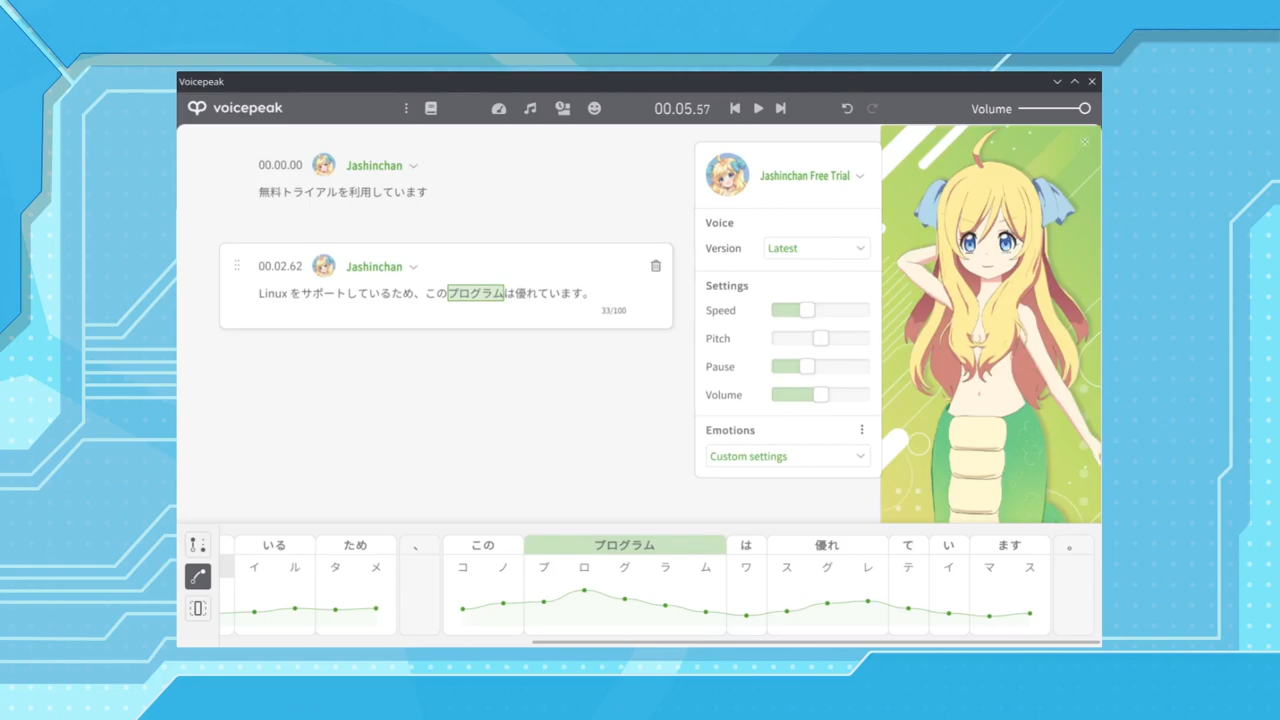 Voicepeak
voicepeak
00.05.57
Volume
00.00.00 Jashinchan
無料トライアルを利用しています
00.02.62 Jashinchan
Linux をサポートしているため、このプログラムは優れています。
33/100
Jashinchan Free Trial
Voice
Version Latest
Settings
Speed
Pitch
Pause
Volume
Emotions
Custom settings
いる ため 、 この プログラム は 優れ て い ます 。
イ ル タ メ コ ノ プ ロ グ ラ ム ワ ス グ レ テ イ マ ス